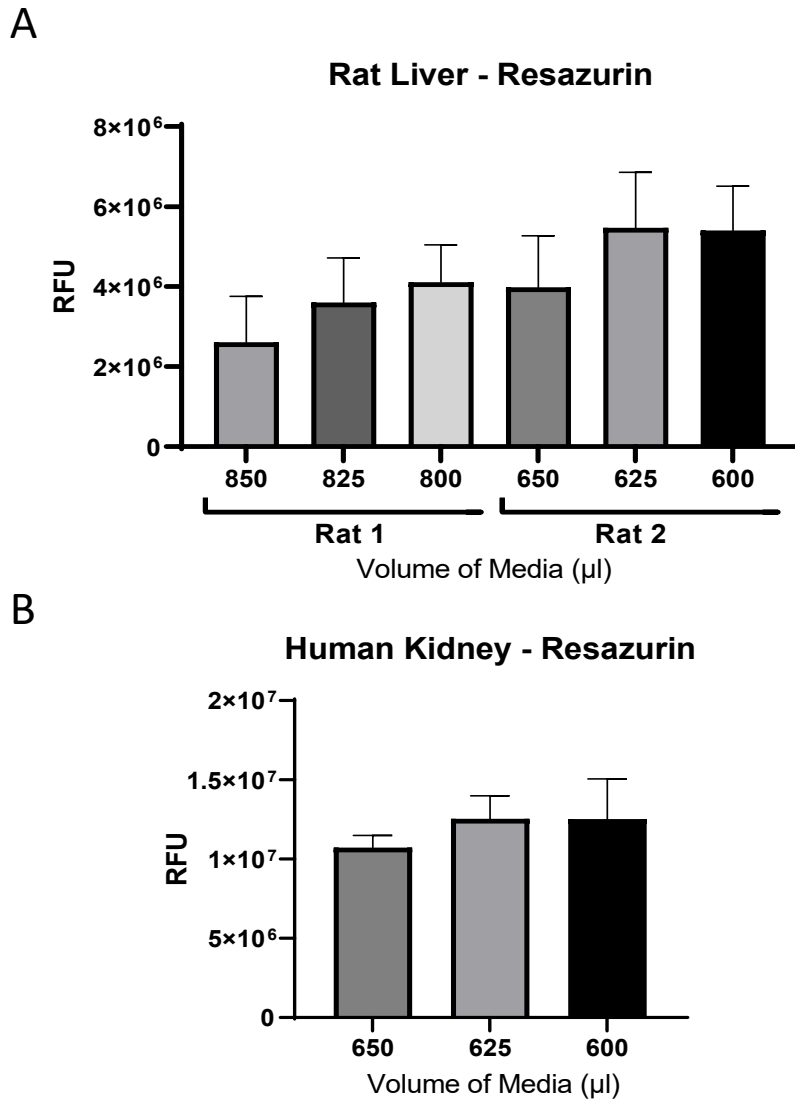 A
Rat Liver - Resazurin
8×10⁶
6×10⁶
4×10⁶
2×10⁶
0
RFU
850 825 800 650 625 600
Rat 1 Rat 2
Volume of Media (µl)
B
Human Kidney - Resazurin
2×10⁷
1.5×10⁷
1×10⁷
5×10⁶
0
RFU
650 625 600
Volume of Media (µl)